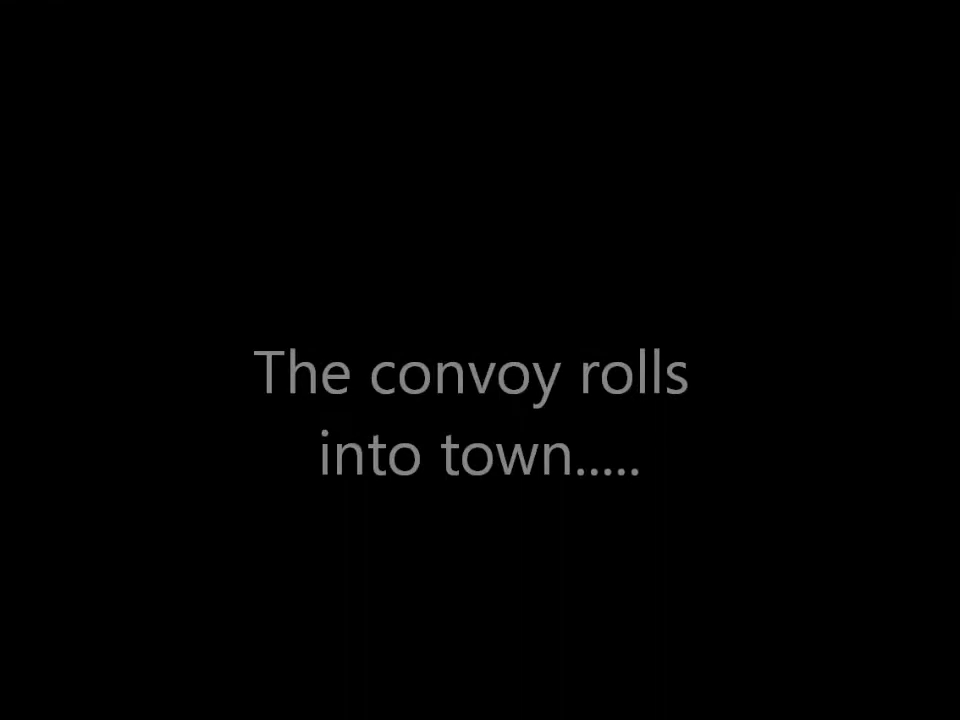 The convoy rolls
into town.....